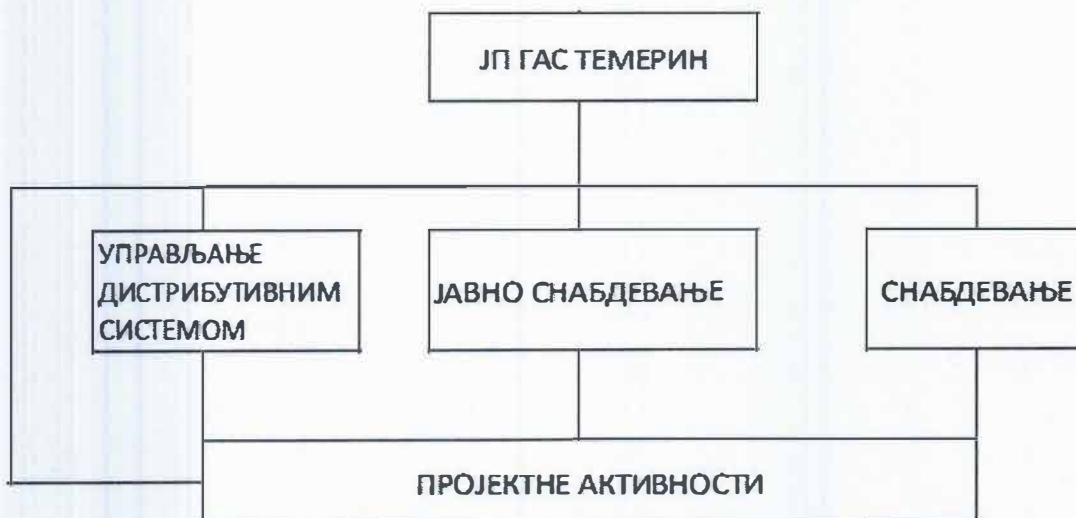 ЈП ГАС ТЕМЕРИН
УПРАВЉАЊЕ
ДИСТРИБУТИВНИМ
СИСТЕМОМ
ЈАВНО СНАБДЕВАЊЕ
СНАБДЕВАЊЕ
ПРОЈЕКТНЕ АКТИВНОСТИ